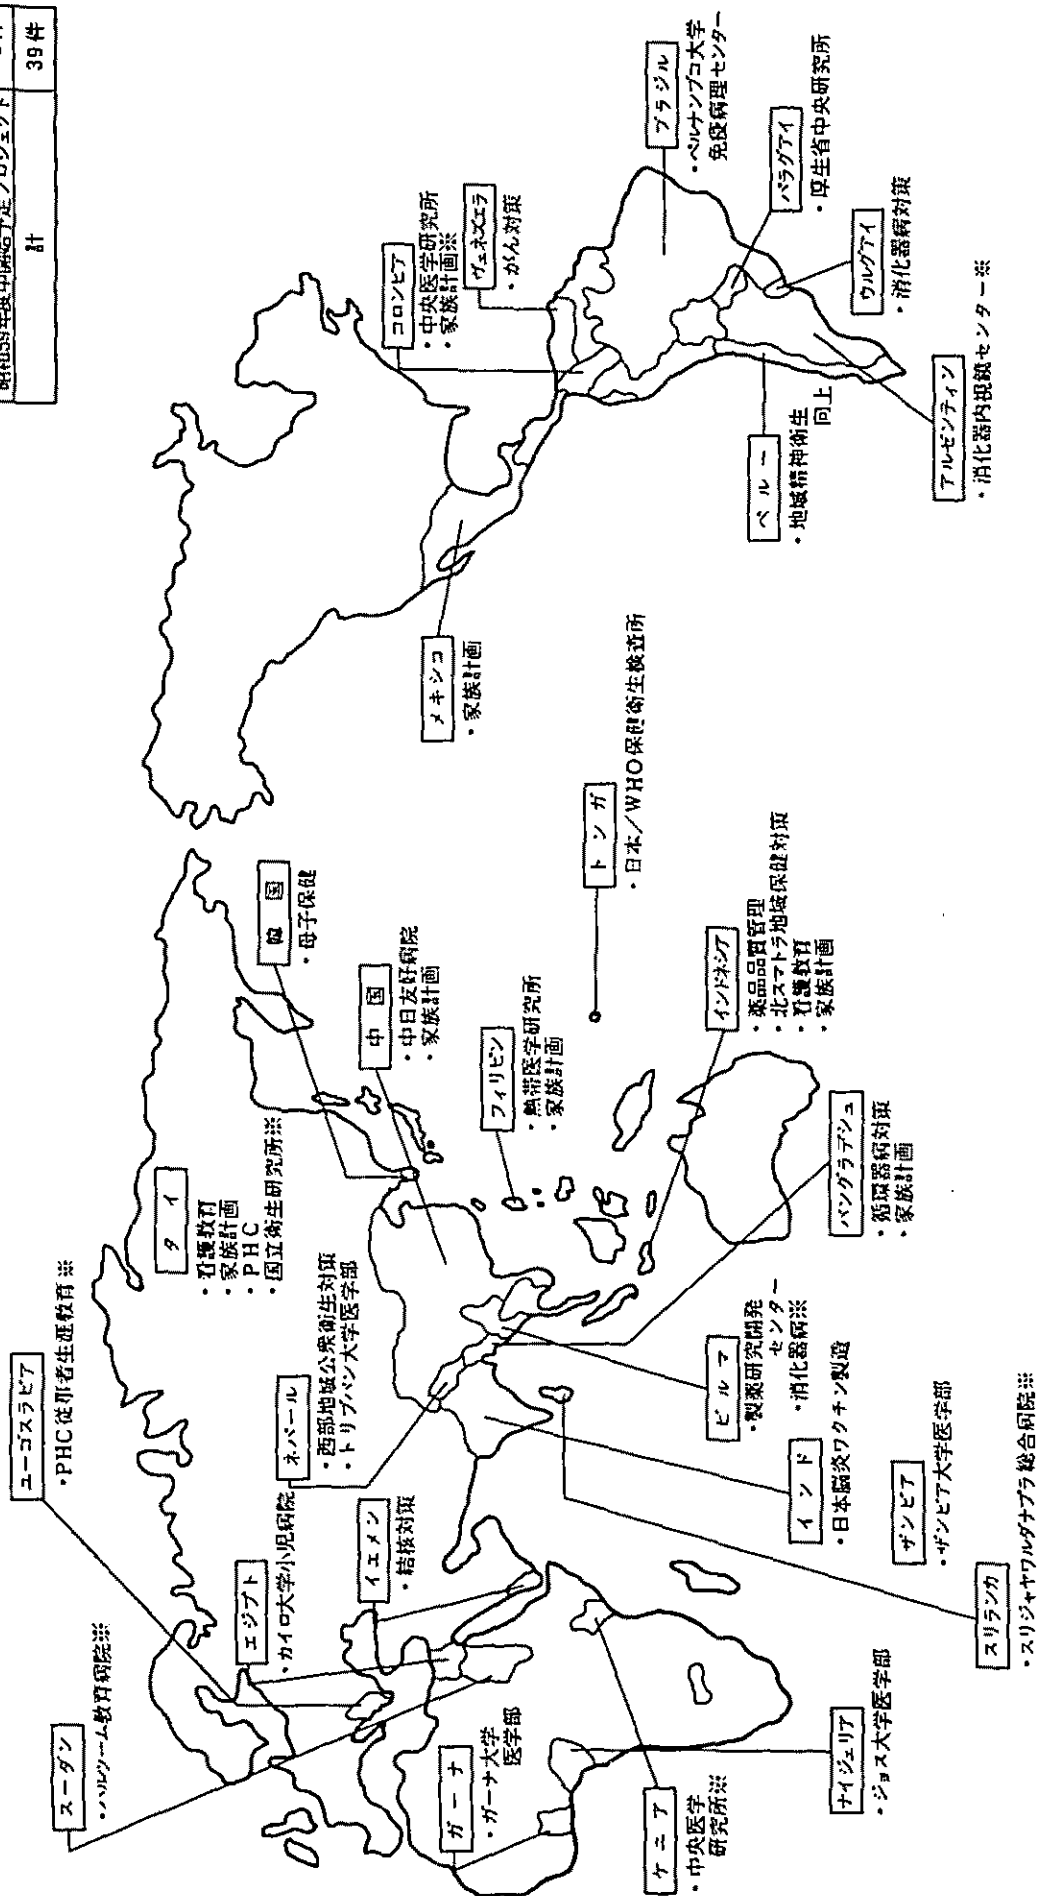 昭和59年度中開始予定プロジェクト
計 39件
スーダン
・ハルツーム教育病院※
ユーゴスラビア
・PHC従事者生涯教育※
エジプト
・カイロ大学小児病院
イエメン
・結核対策
ガーナ
・ガーナ大学
医学部
ケニア
・中央医学
研究所※
ナイジェリア
・ジョス大学医学部
ザンビア
・ザンビア大学医学部
スリランカ
・スリジャヤワルダナプラ総合病院※
インド
・日本脳炎ワクチン製造
ビルマ
・製薬研究開発
センター
・消化器病※
ネパール
・西部地域公衆衛生対策
・トリブバン大学医学部
タイ
・看護教育
・家族計画
・PHC
・国立衛生研究所※
バングラデシュ
・循環器病対策
・家族計画
韓国
・母子保健
中国
・中日友好病院
・家族計画
フィリピン
・熱帯医学研究所
・家族計画
インドネシア
・薬品品質管理
・北スマトラ地域保健対策
・看護教育
・家族計画
トンガ
・日本/WHO保健衛生検査所
メキシコ
・家族計画
コロンビア
・中央医学研究所
・家族計画※
ヴェネズエラ
・がん対策
ブラジル
・ペルナンブコ大学
免疫病理センター
パラグアイ
・厚生省中央研究所
ウルグアイ
・消化器病対策
ペルー
・地域精神衛生
向上
アルゼンティン
・消化器内視鏡センター※